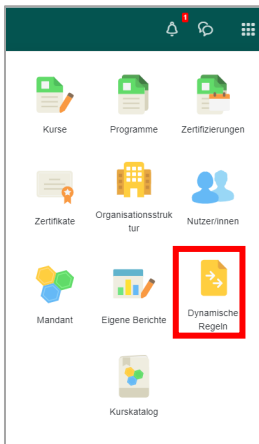 1
Kurse
Programme
Zertifizierungen
Zertifikate
Organisationsstruk
tur
Nutzer/innen
Mandant
Eigene Berichte
Dynamische
Regeln
Kurskatalog